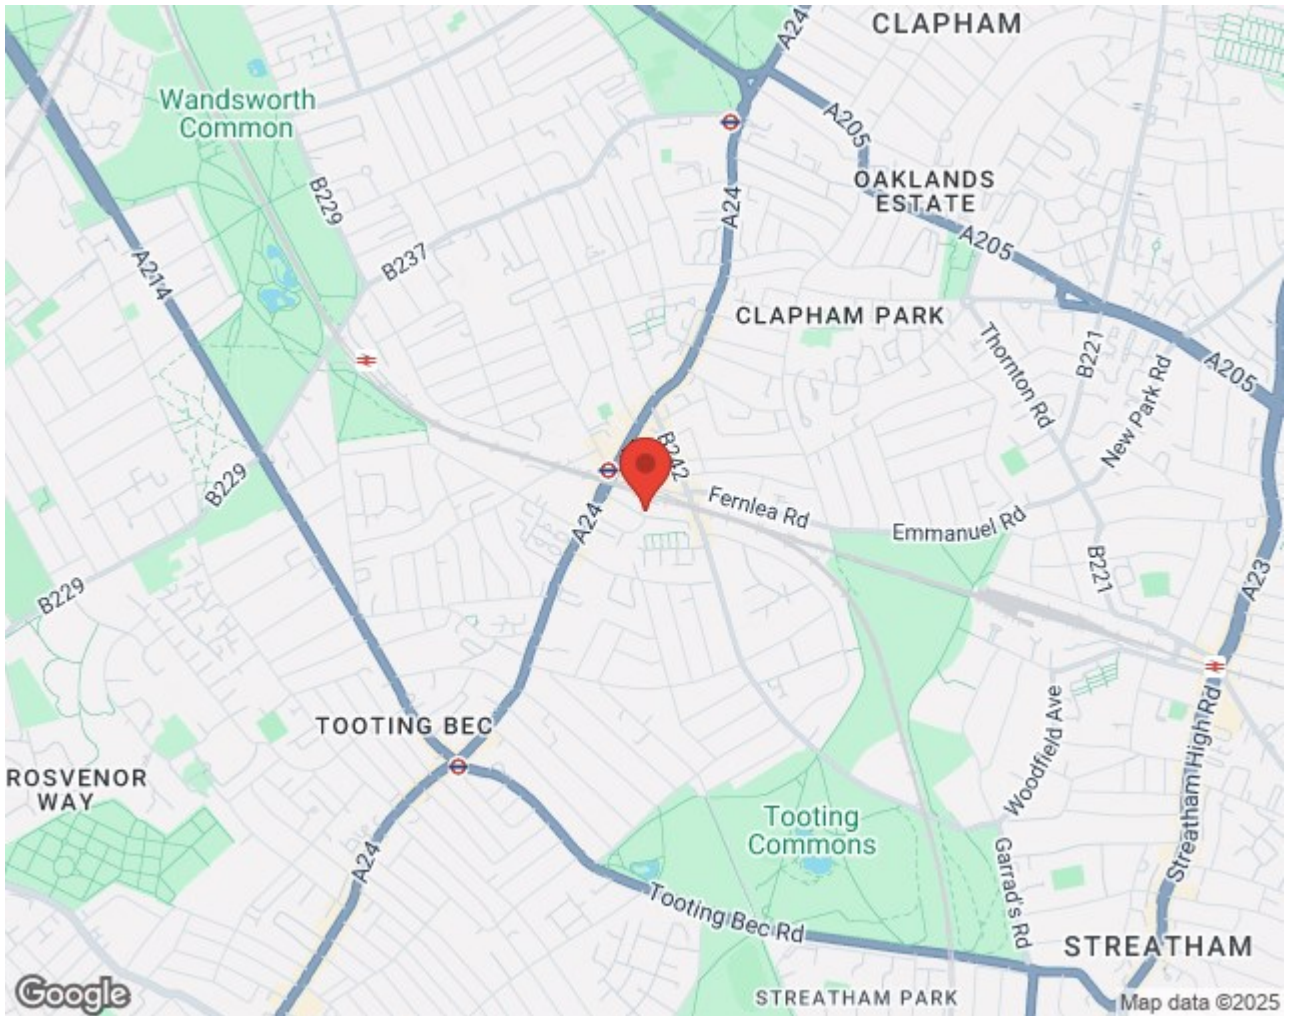 A24
CLAPHAM
Wandsworth
Common
A205
B229
OAKLANDS
ESTATE
A24
A205
B237
A214
CLAPHAM PARK
Thornton Rd
B221
New Park Rd
A205
B242
B229
Fernlea Rd
Emmanuel Rd
A24
B221
B229
A23
TOOTING BEC
Woodfield Ave
Streatham High Rd
ROSVENOR
WAY
Tooting
Commons
A24
Garrad's Rd
Tooting Bec Rd
STREATHAM
STREATHAM PARK
Google
Map data ©2025